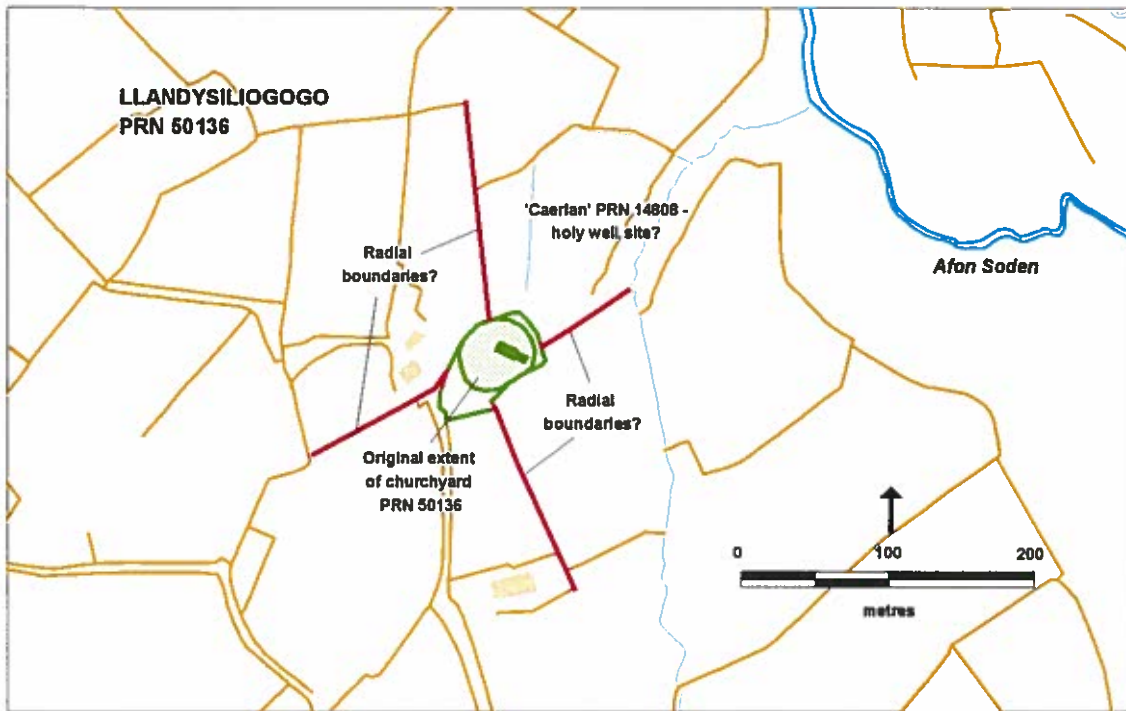 LLANDYSILIOGOGO
PRN 50136
'Caerlan' PRN 14808 -
holy well site?
Radial
boundaries?
Afon Soden
Radial
boundaries?
Original extent
of churchyard
PRN 50136
0 100 200
metres